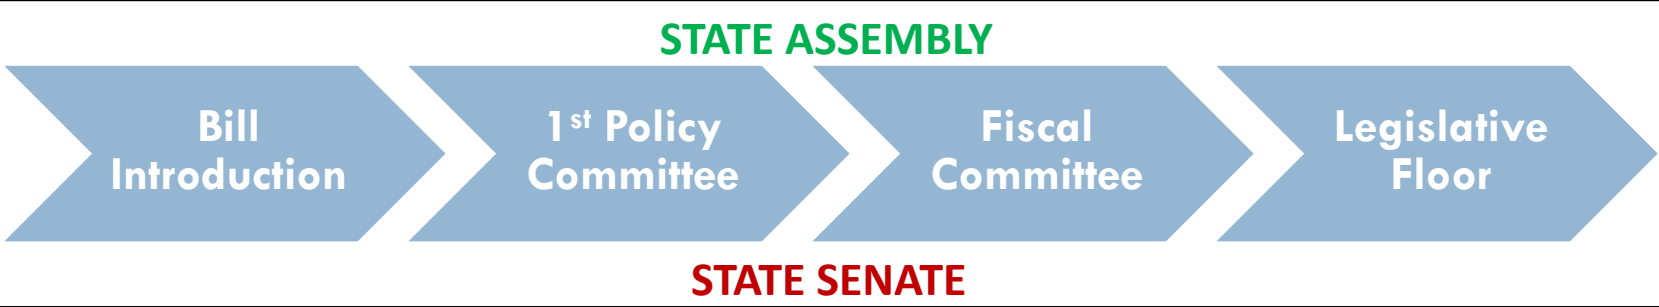 STATE ASSEMBLY
Bill
Introduction
1st Policy
Committee
Fiscal
Committee
Legislative
Floor
STATE SENATE